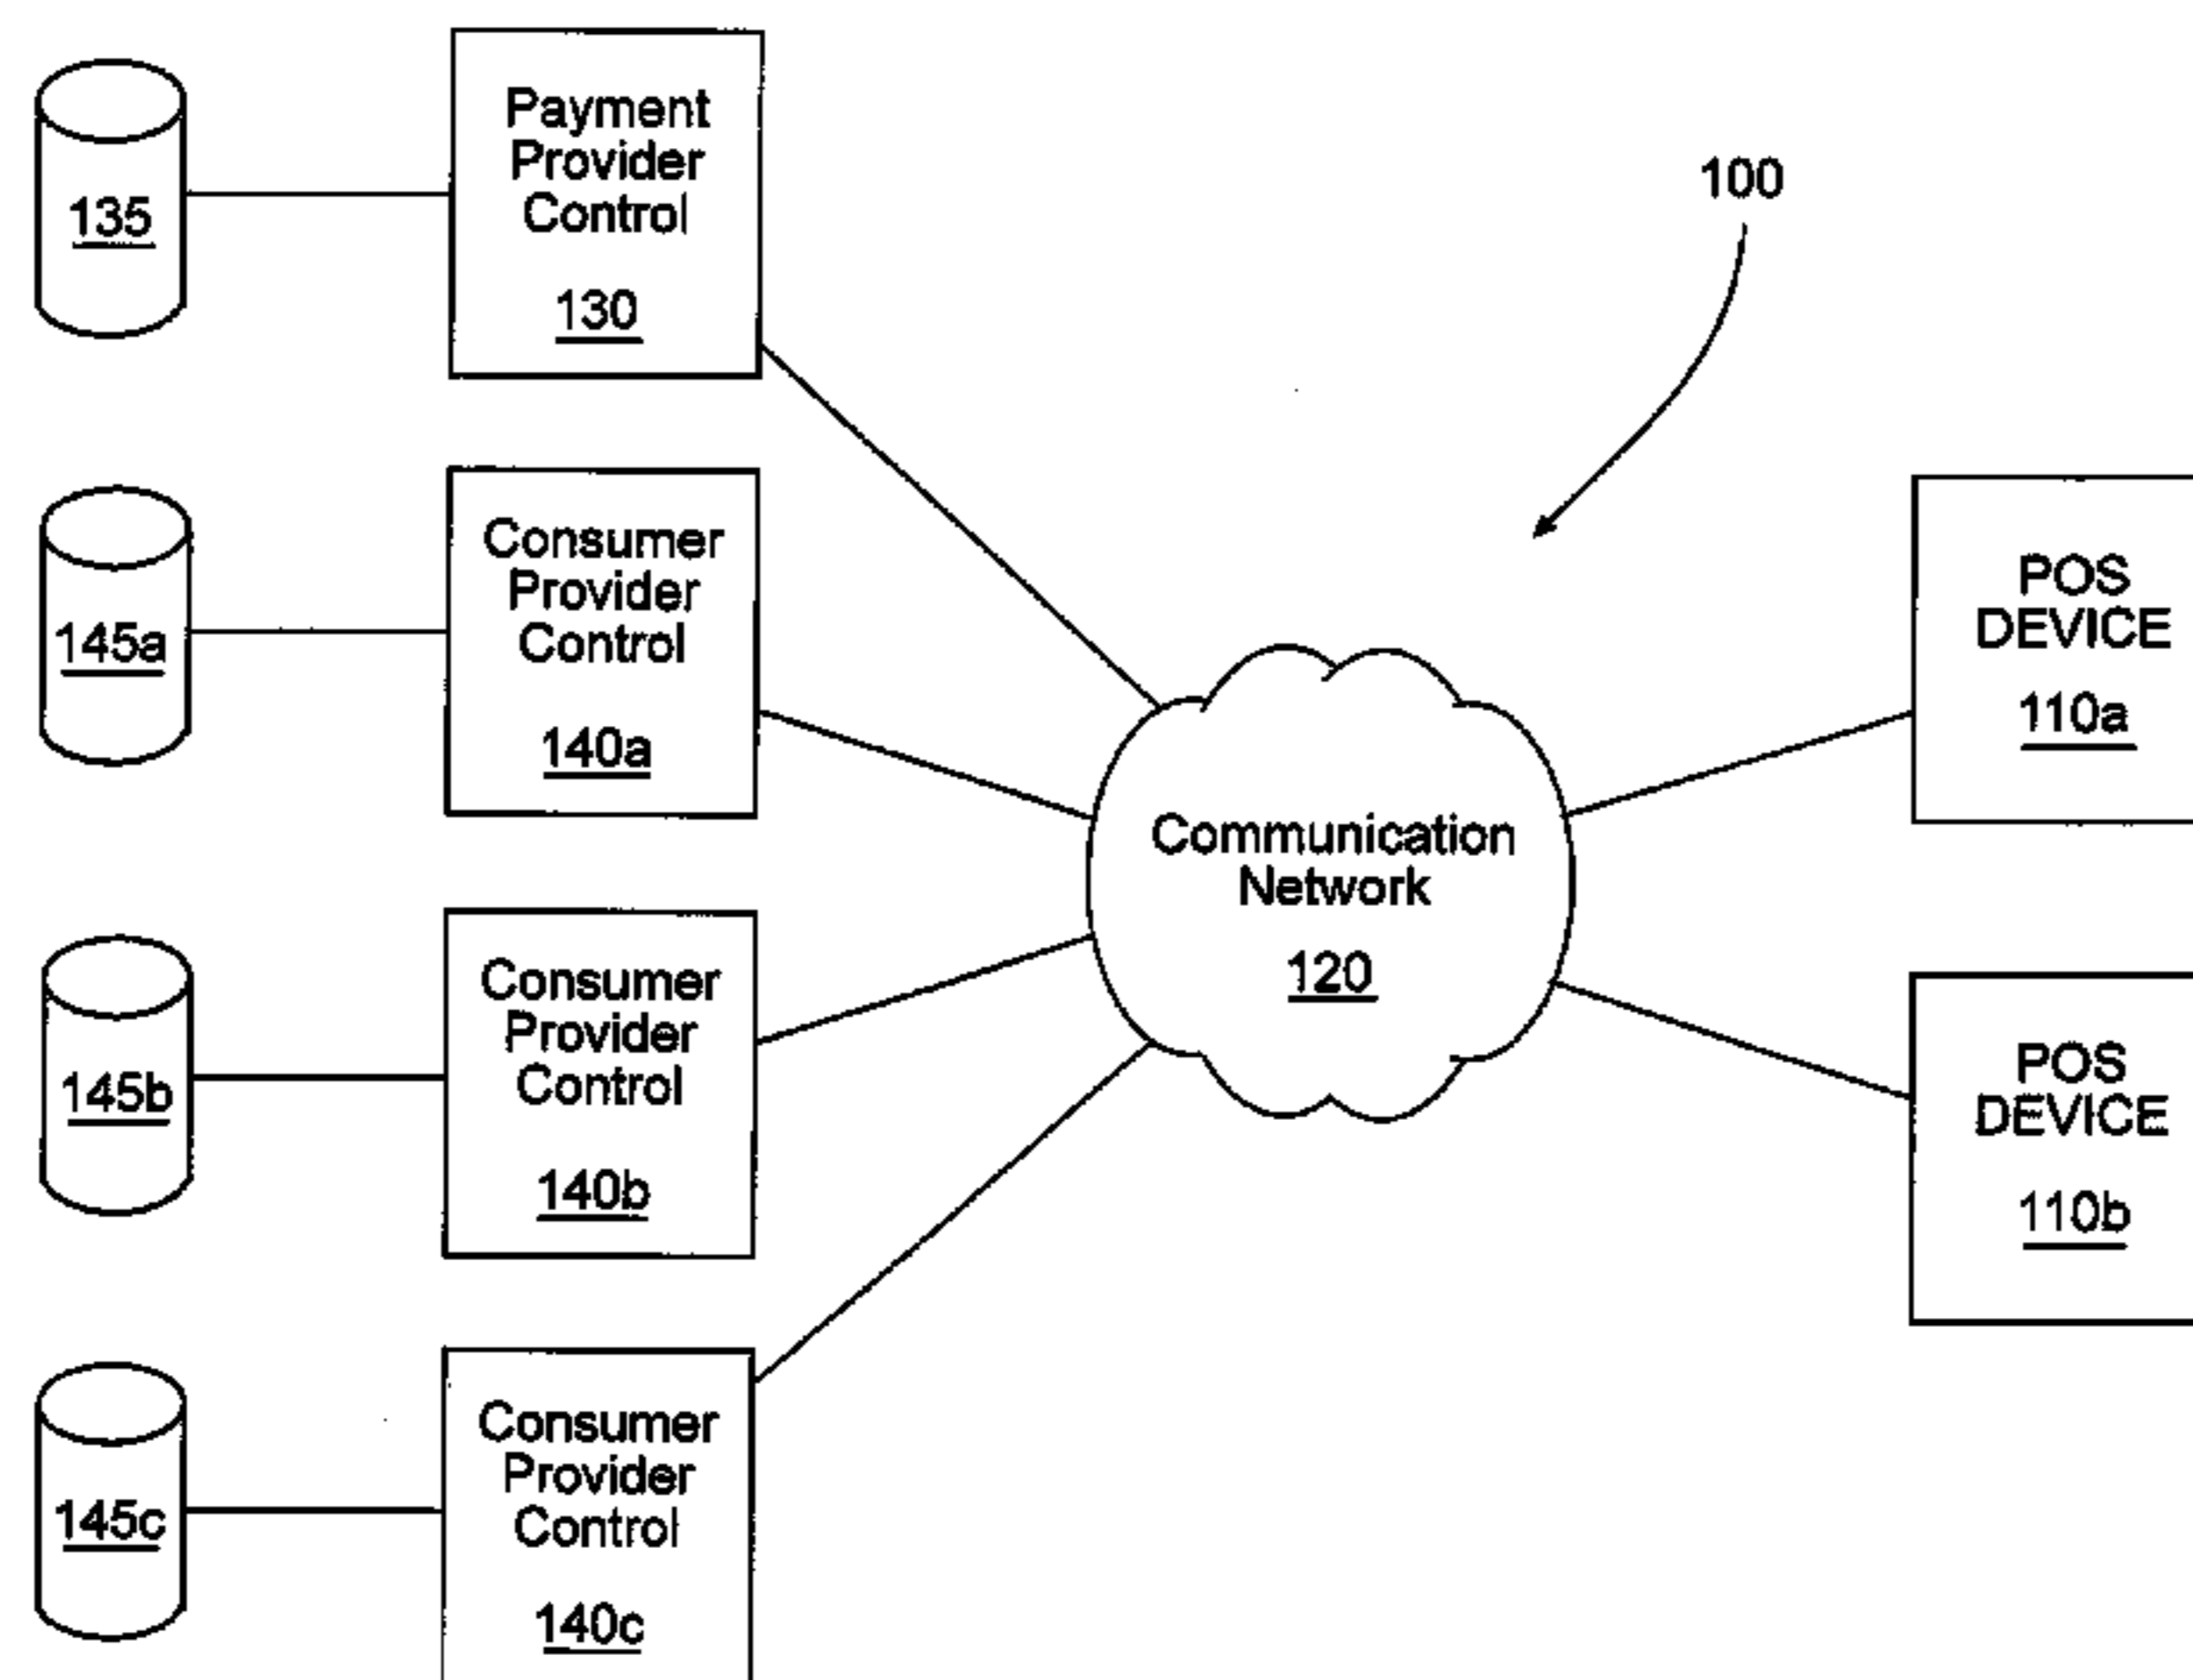 135
Payment
Provider
Control
130
100
145a
Consumer
Provider
Control
140a
POS
DEVICE
110a
Communication
Network
120
145b
Consumer
Provider
Control
140b
POS
DEVICE
110b
145c
Consumer
Provider
Control
140c